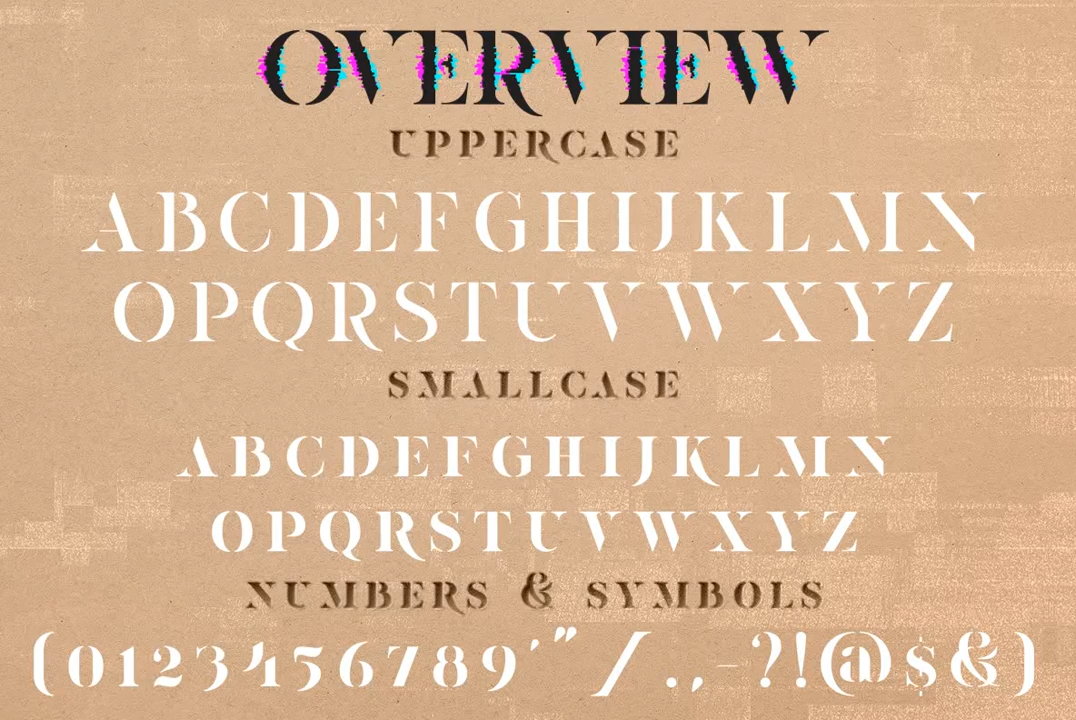 OVERVIEW
UPPERCASE
ABCDEFGHIJKLMN
OPQRSTUVWXYZ
SMALLCASE
ABCDEFGHIJKLMN
OPQRSTUVWXYZ
NUMBERS & SYMBOLS
(0123456789'"/.,-?!@$&)